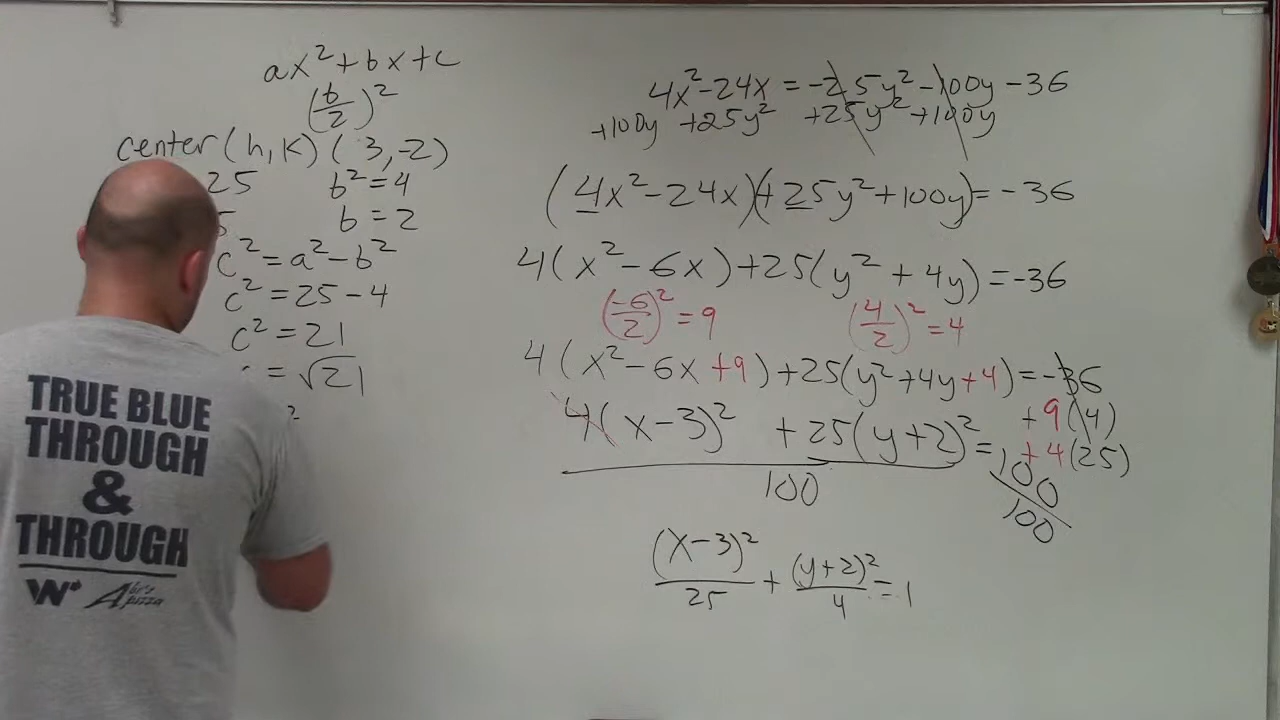 ax²+bx+c
(b/2)²
center (h,k) (3,-2)
25 b²=4
5 b=2
c²=a²-b²
c²=25-4
c²=21
=√21
2
4x²-24x=-25y²-100y-36
+100y +25y² +25y² +100y
(4x²-24x)(+25y²+100y)=-36
4(x²-6x)+25(y²+4y)=-36
(-6/2)²=9 (4/2)²=4
4(x²-6x+9)+25(y²+4y+4)=-36
+9(4)
4(x-3)² +25(y+2)²=100
+4(25)
100 100
(x-3)²/25+(y+2)²/4=1
TRUE BLUE
THROUGH
&
THROUGH
W
Abi's
pizza